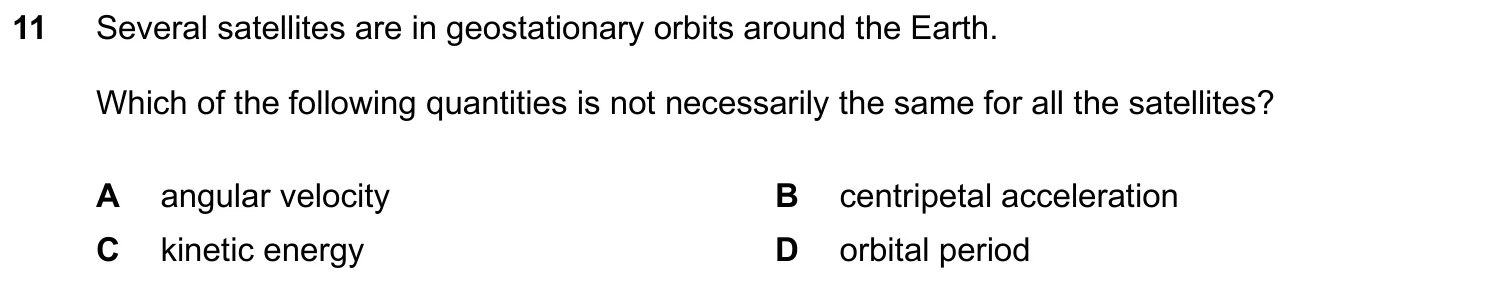 11 Several satellites are in geostationary orbits around the Earth.
Which of the following quantities is not necessarily the same for all the satellites?
A angular velocity B centripetal acceleration
C kinetic energy D orbital period